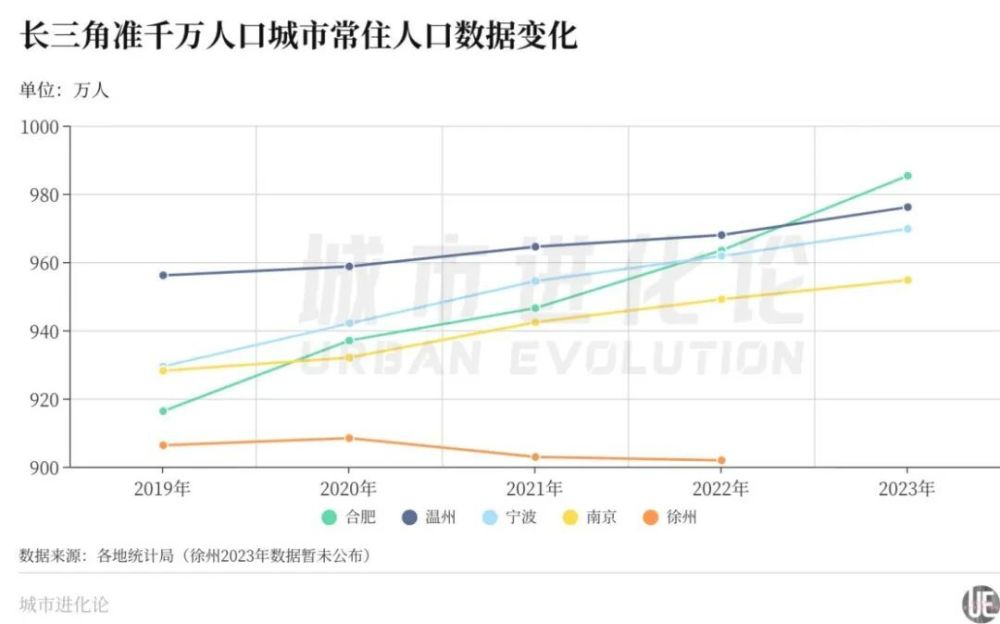 长三角准千万人口城市常住人口数据变化
单位：万人
1000
980
960
940
920
900
城市进化论
URBAN EVOLUTION
2019年 2020年 2021年 2022年 2023年
合肥 温州 宁波 南京 徐州
数据来源：各地统计局（徐州2023年数据暂未公布）
城市进化论
UE